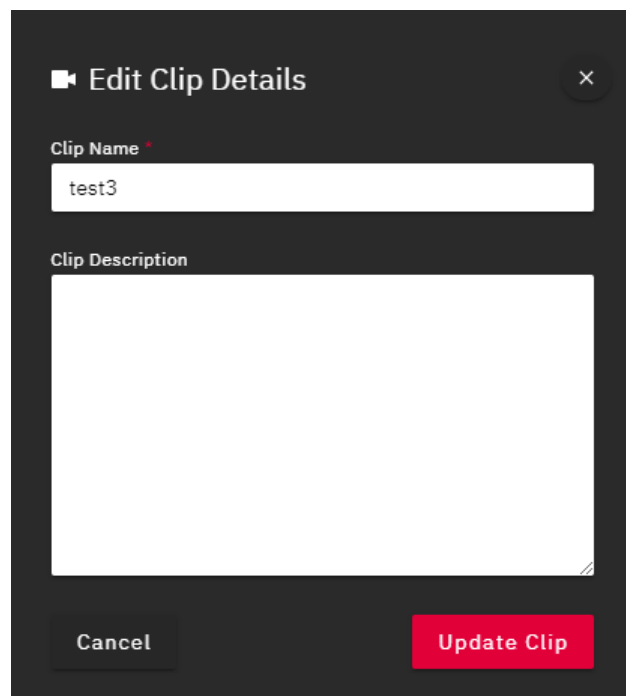 Edit Clip Details
Clip Name *
test3
Clip Description
Cancel
Update Clip